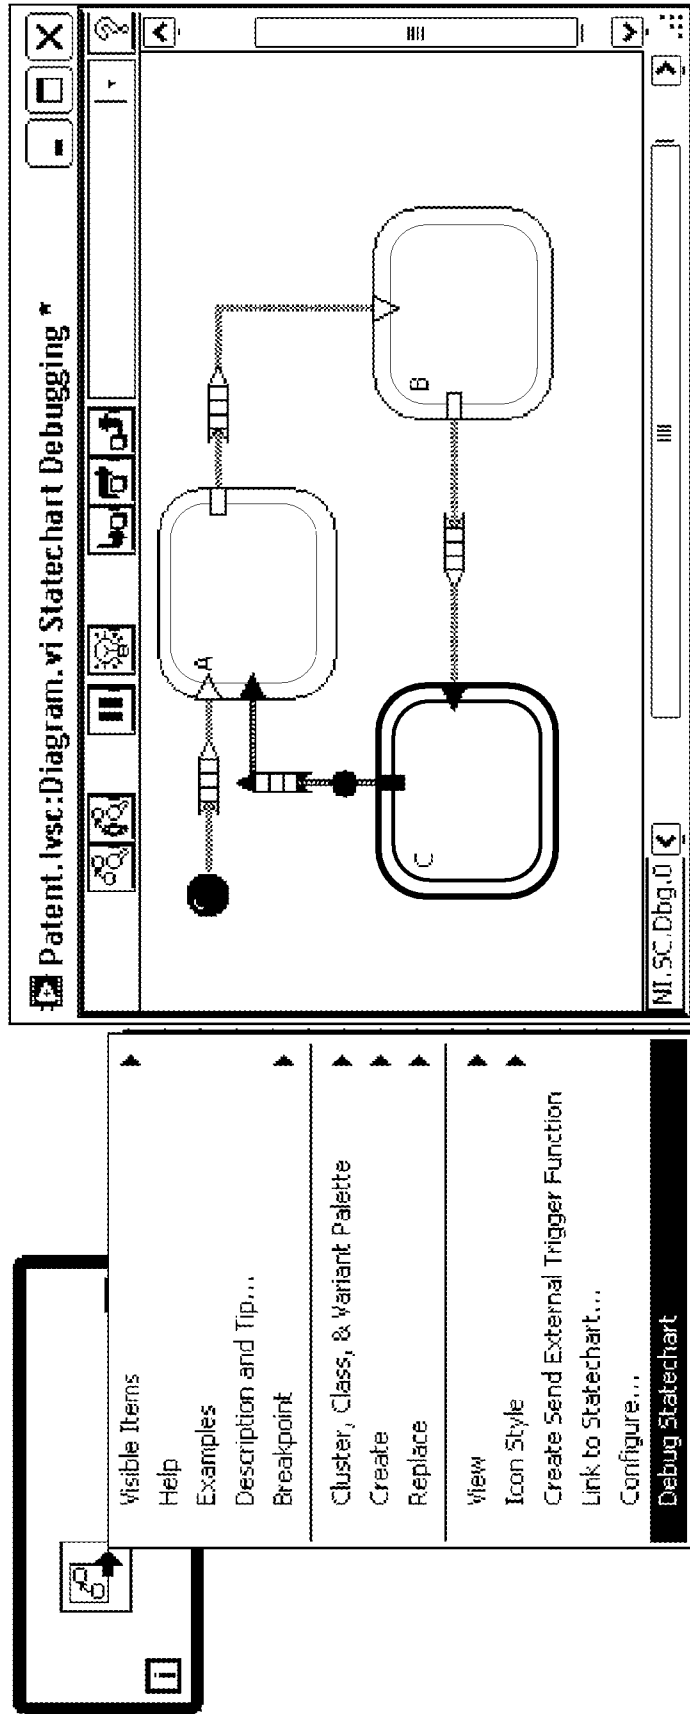 i
Visible Items
Help
Examples
Description and Tip...
Breakpoint
Cluster, Class, & Variant Palette
Create
Replace
View
Icon Style
Create Send External Trigger Function
Link to Statechart...
Configure...
Debug Statechart
Patent.lvsc:Diagram.vi Statechart Debugging *
?
A
B
C
NI.SC.Dbg.0